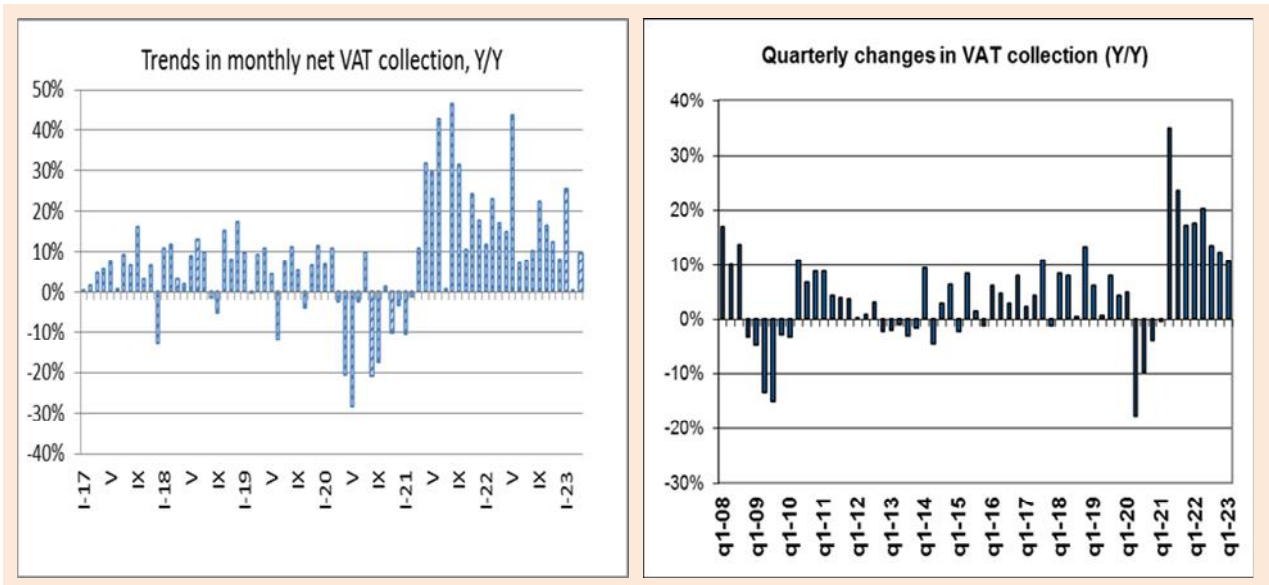 Trends in monthly net VAT collection, Y/Y
50%
40%
30%
20%
10%
0%
-10%
-20%
-30%
-40%
I-17
V
IX
I-18
V
IX
I-19
V
IX
I-20
V
IX
I-21
V
IX
I-22
V
IX
I-23
Quarterly changes in VAT collection (Y/Y)
40%
30%
20%
10%
0%
-10%
-20%
-30%
q1-08
q1-09
q1-10
q1-11
q1-12
q1-13
q1-14
q1-15
q1-16
q1-17
q1-18
q1-19
q1-20
q1-21
q1-22
q1-23